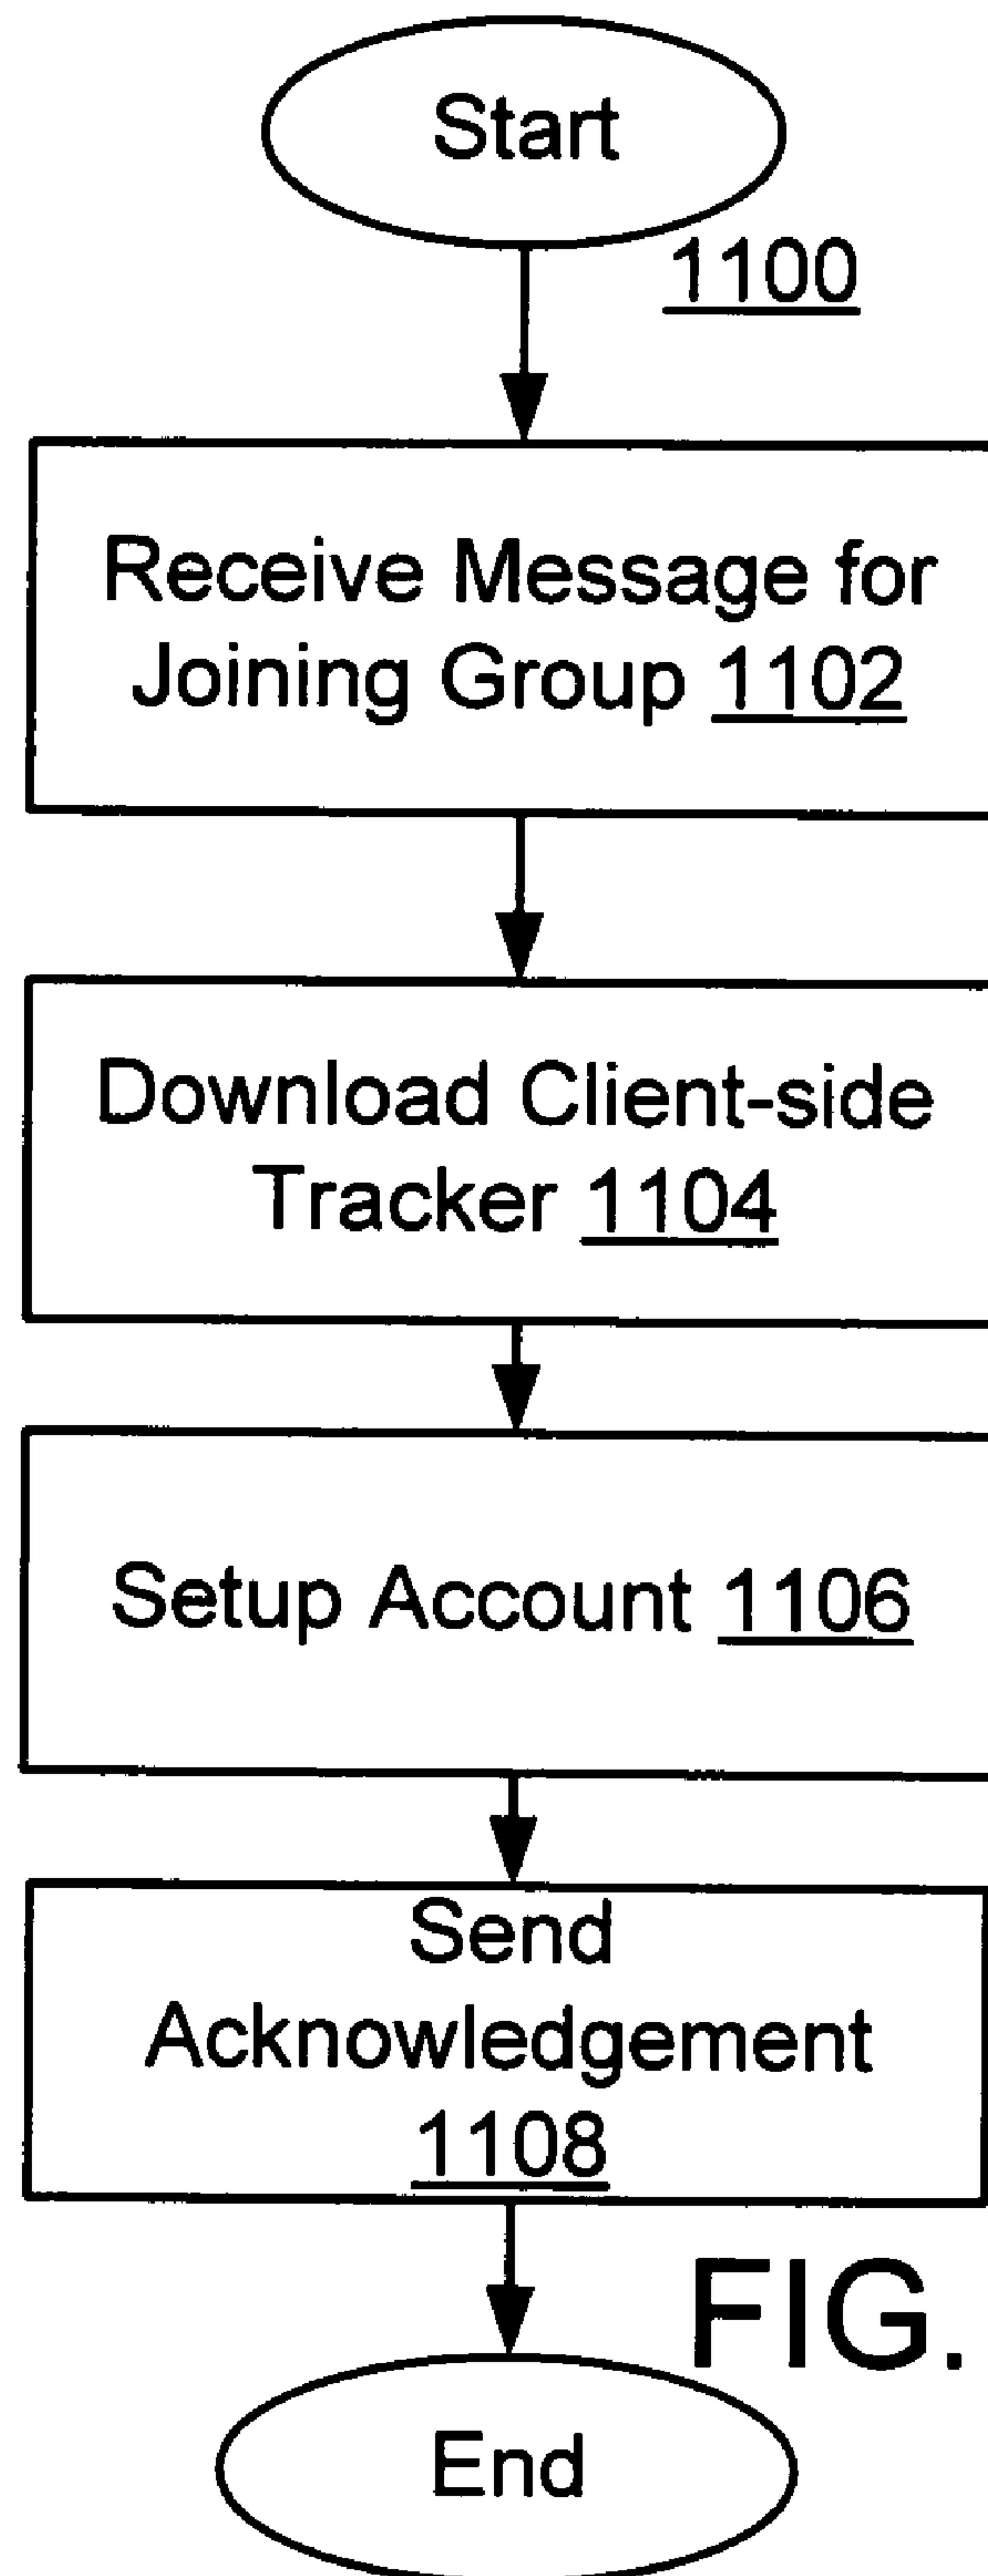 Start
1100
Receive Message for
Joining Group 1102
Download Client-side
Tracker 1104
Setup Account 1106
Send
Acknowledgement
1108
FIG.
End